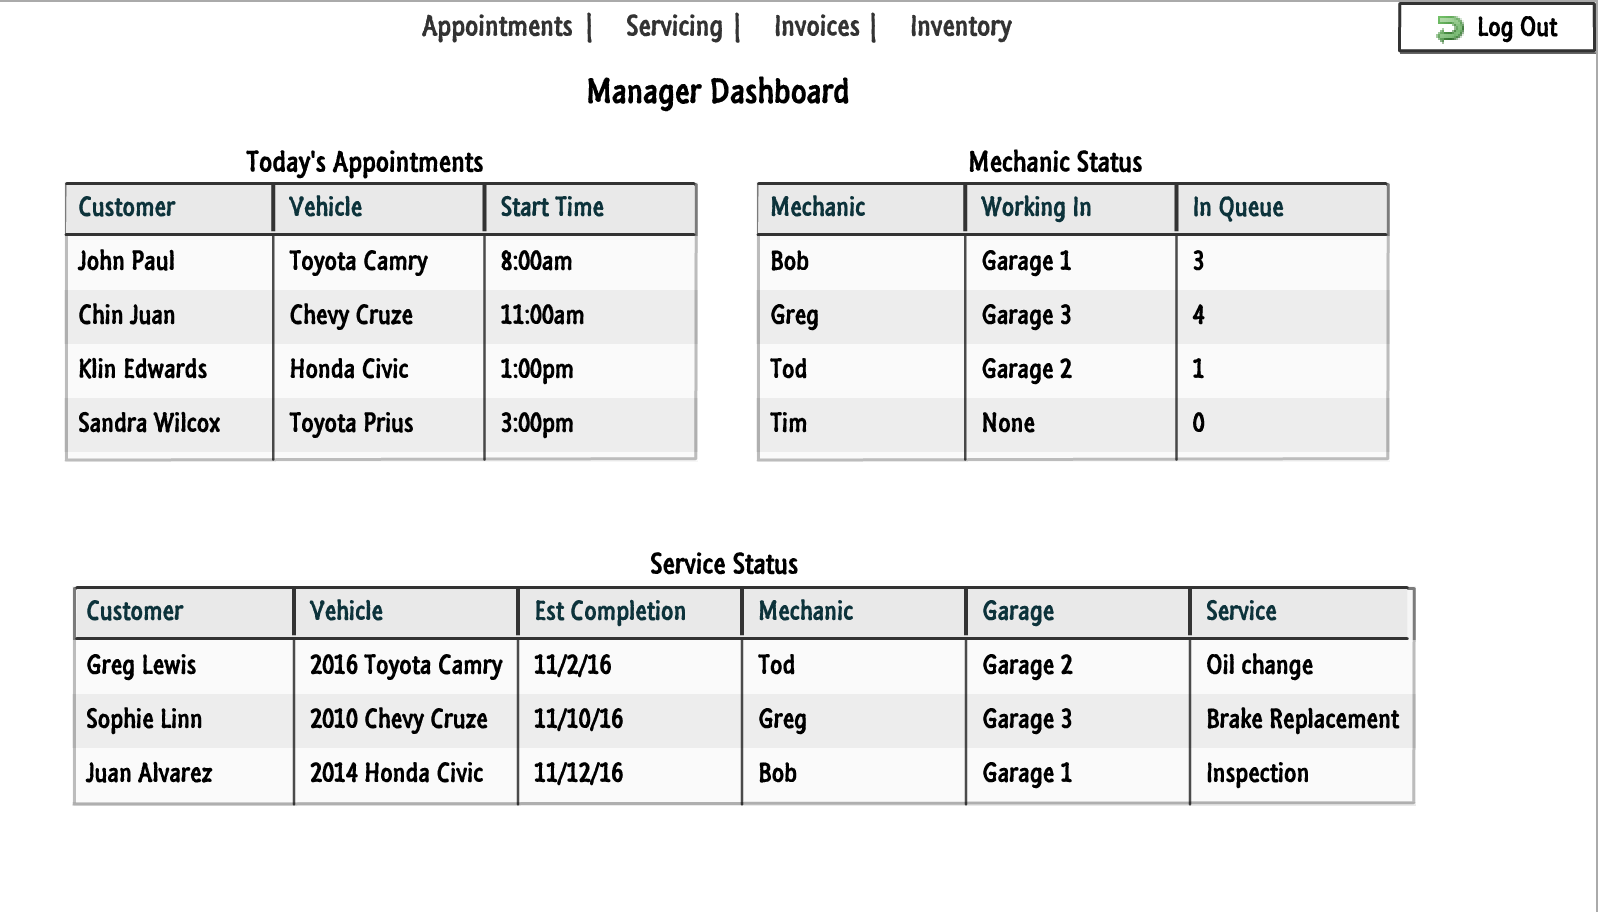 Appointments | Servicing | Invoices | Inventory
Log Out
Manager Dashboard
Today's Appointments
Customer Vehicle Start Time
John Paul Toyota Camry 8:00am
Chin Juan Chevy Cruze 11:00am
Klin Edwards Honda Civic 1:00pm
Sandra Wilcox Toyota Prius 3:00pm
Mechanic Status
Mechanic Working In In Queue
Bob Garage 1 3
Greg Garage 3 4
Tod Garage 2 1
Tim None 0
Service Status
Customer Vehicle Est Completion Mechanic Garage Service
Greg Lewis 2016 Toyota Camry 11/2/16 Tod Garage 2 Oil change
Sophie Linn 2010 Chevy Cruze 11/10/16 Greg Garage 3 Brake Replacement
Juan Alvarez 2014 Honda Civic 11/12/16 Bob Garage 1 Inspection